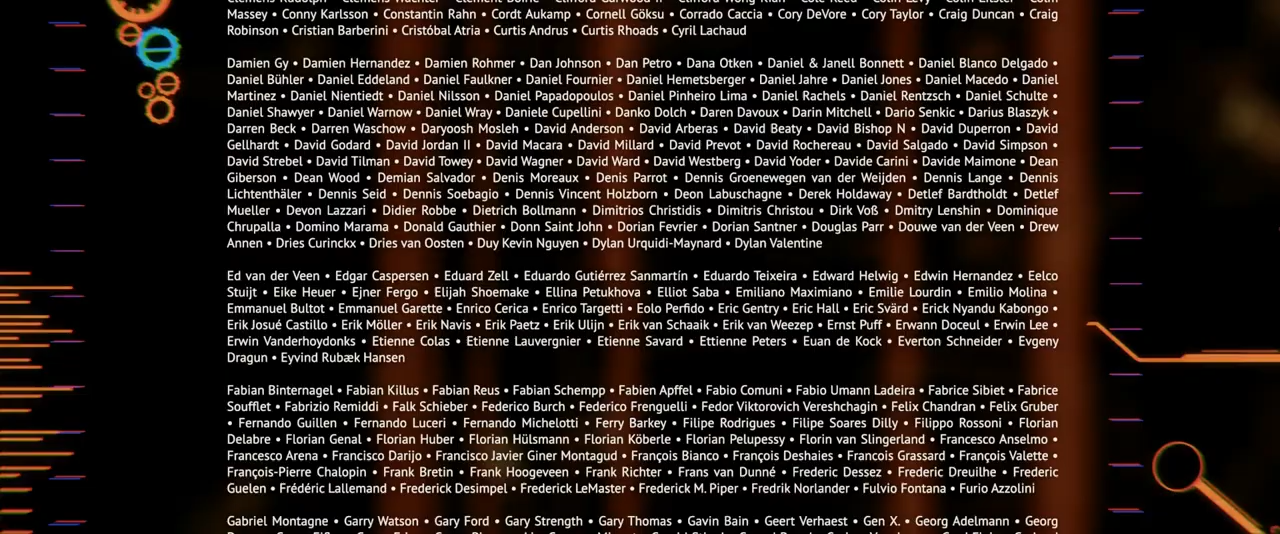 Massey • Conny Karlsson • Constantin Rahn • Cordt Aukamp • Cornell Göksu • Corrado Caccia • Cory DeVore • Cory Taylor • Craig Duncan • Craig
Robinson • Cristian Barberini • Cristóbal Atria • Curtis Andrus • Curtis Rhoads • Cyril Lachaud
Damien Gy • Damien Hernandez • Damien Rohmer • Dan Johnson • Dan Petro • Dana Otken • Daniel & Janell Bonnett • Daniel Blanco Delgado •
Daniel Bühler • Daniel Eddeland • Daniel Faulkner • Daniel Fournier • Daniel Hemetsberger • Daniel Jahre • Daniel Jones • Daniel Macedo • Daniel
Martinez • Daniel Nientiedt • Daniel Nilsson • Daniel Papadopoulos • Daniel Pinheiro Lima • Daniel Rachels • Daniel Rentzsch • Daniel Schulte •
Daniel Shawyer • Daniel Warnow • Daniel Wray • Daniele Cupellini • Danko Dolch • Daren Davoux • Darin Mitchell • Dario Senkic • Darius Blaszyk •
Darren Beck • Darren Waschow • Daryoosh Mosleh • David Anderson • David Arberas • David Beaty • David Bishop N • David Duperron • David
Gellhardt • David Godard • David Jordan II • David Macara • David Millard • David Prevot • David Rochereau • David Salgado • David Simpson •
David Strebel • David Tilman • David Towey • David Wagner • David Ward • David Westberg • David Yoder • Davide Carini • Davide Maimone • Dean
Giberson • Dean Wood • Demian Salvador • Denis Moreaux • Denis Parrot • Dennis Groenewegen van der Weijden • Dennis Lange • Dennis
Lichtenthäler • Dennis Seid • Dennis Soebagio • Dennis Vincent Holzborn • Deon Labuschagne • Derek Holdaway • Detlef Bardtholdt • Detlef
Mueller • Devon Lazzari • Didier Robbe • Dietrich Bollmann • Dimitrios Christidis • Dimitris Christou • Dirk Voß • Dmitry Lenshin • Dominique
Chrupalla • Domino Marama • Donald Gauthier • Donn Saint John • Dorian Fevrier • Dorian Santner • Douglas Parr • Douwe van der Veen • Drew
Annen • Dries Curinckx • Dries van Oosten • Duy Kevin Nguyen • Dylan Urquidi-Maynard • Dylan Valentine
Ed van der Veen • Edgar Caspersen • Eduard Zell • Eduardo Gutiérrez Sanmartín • Eduardo Teixeira • Edward Helwig • Edwin Hernandez • Eelco
Stuijt • Eike Heuer • Ejner Fergo • Elijah Shoemake • Ellina Petukhova • Elliot Saba • Emiliano Maximiano • Emilie Lourdin • Emilio Molina •
Emmanuel Bultot • Emmanuel Garette • Enrico Cerica • Enrico Targetti • Eolo Perfido • Eric Gentry • Eric Hall • Eric Svärd • Erick Nyandu Kabongo •
Erik Josué Castillo • Erik Möller • Erik Navis • Erik Paetz • Erik Ulijn • Erik van Schaaik • Erik van Weezep • Ernst Puff • Erwann Doceul • Erwin Lee •
Erwin Vanderhoydonks • Etienne Colas • Etienne Lauvergnier • Etienne Savard • Ettienne Peters • Euan de Kock • Everton Schneider • Evgeny
Dragun • Eyvind Rubæk Hansen
Fabian Binternagel • Fabian Killus • Fabian Reus • Fabian Schempp • Fabien Apffel • Fabio Comuni • Fabio Umann Ladeira • Fabrice Sibiet • Fabrice
Soufflet • Fabrizio Remiddi • Falk Schieber • Federico Burch • Federico Frenguelli • Fedor Viktorovich Vereshchagin • Felix Chandran • Felix Gruber
• Fernando Guillen • Fernando Luceri • Fernando Michelotti • Ferry Barkey • Filipe Rodrigues • Filipe Soares Dilly • Filippo Rossoni • Florian
Delabre • Florian Genal • Florian Huber • Florian Hülsmann • Florian Köberle • Florian Pelupessy • Florin van Slingerland • Francesco Anselmo •
Francesco Arena • Francisco Darijo • Francisco Javier Giner Montagud • François Bianco • François Deshaies • Francois Grassard • François Valette •
François-Pierre Chalopin • Frank Bretin • Frank Hoogeveen • Frank Richter • Frans van Dunné • Frederic Dessez • Frederic Dreuilhe • Frederic
Guelen • Frédéric Lallemand • Frederick Desimpel • Frederick LeMaster • Frederick M. Piper • Fredrik Norlander • Fulvio Fontana • Furio Azzolini
Gabriel Montagne • Garry Watson • Gary Ford • Gary Strength • Gary Thomas • Gavin Bain • Geert Verhaest • Gen X. • Georg Adelmann • Georg